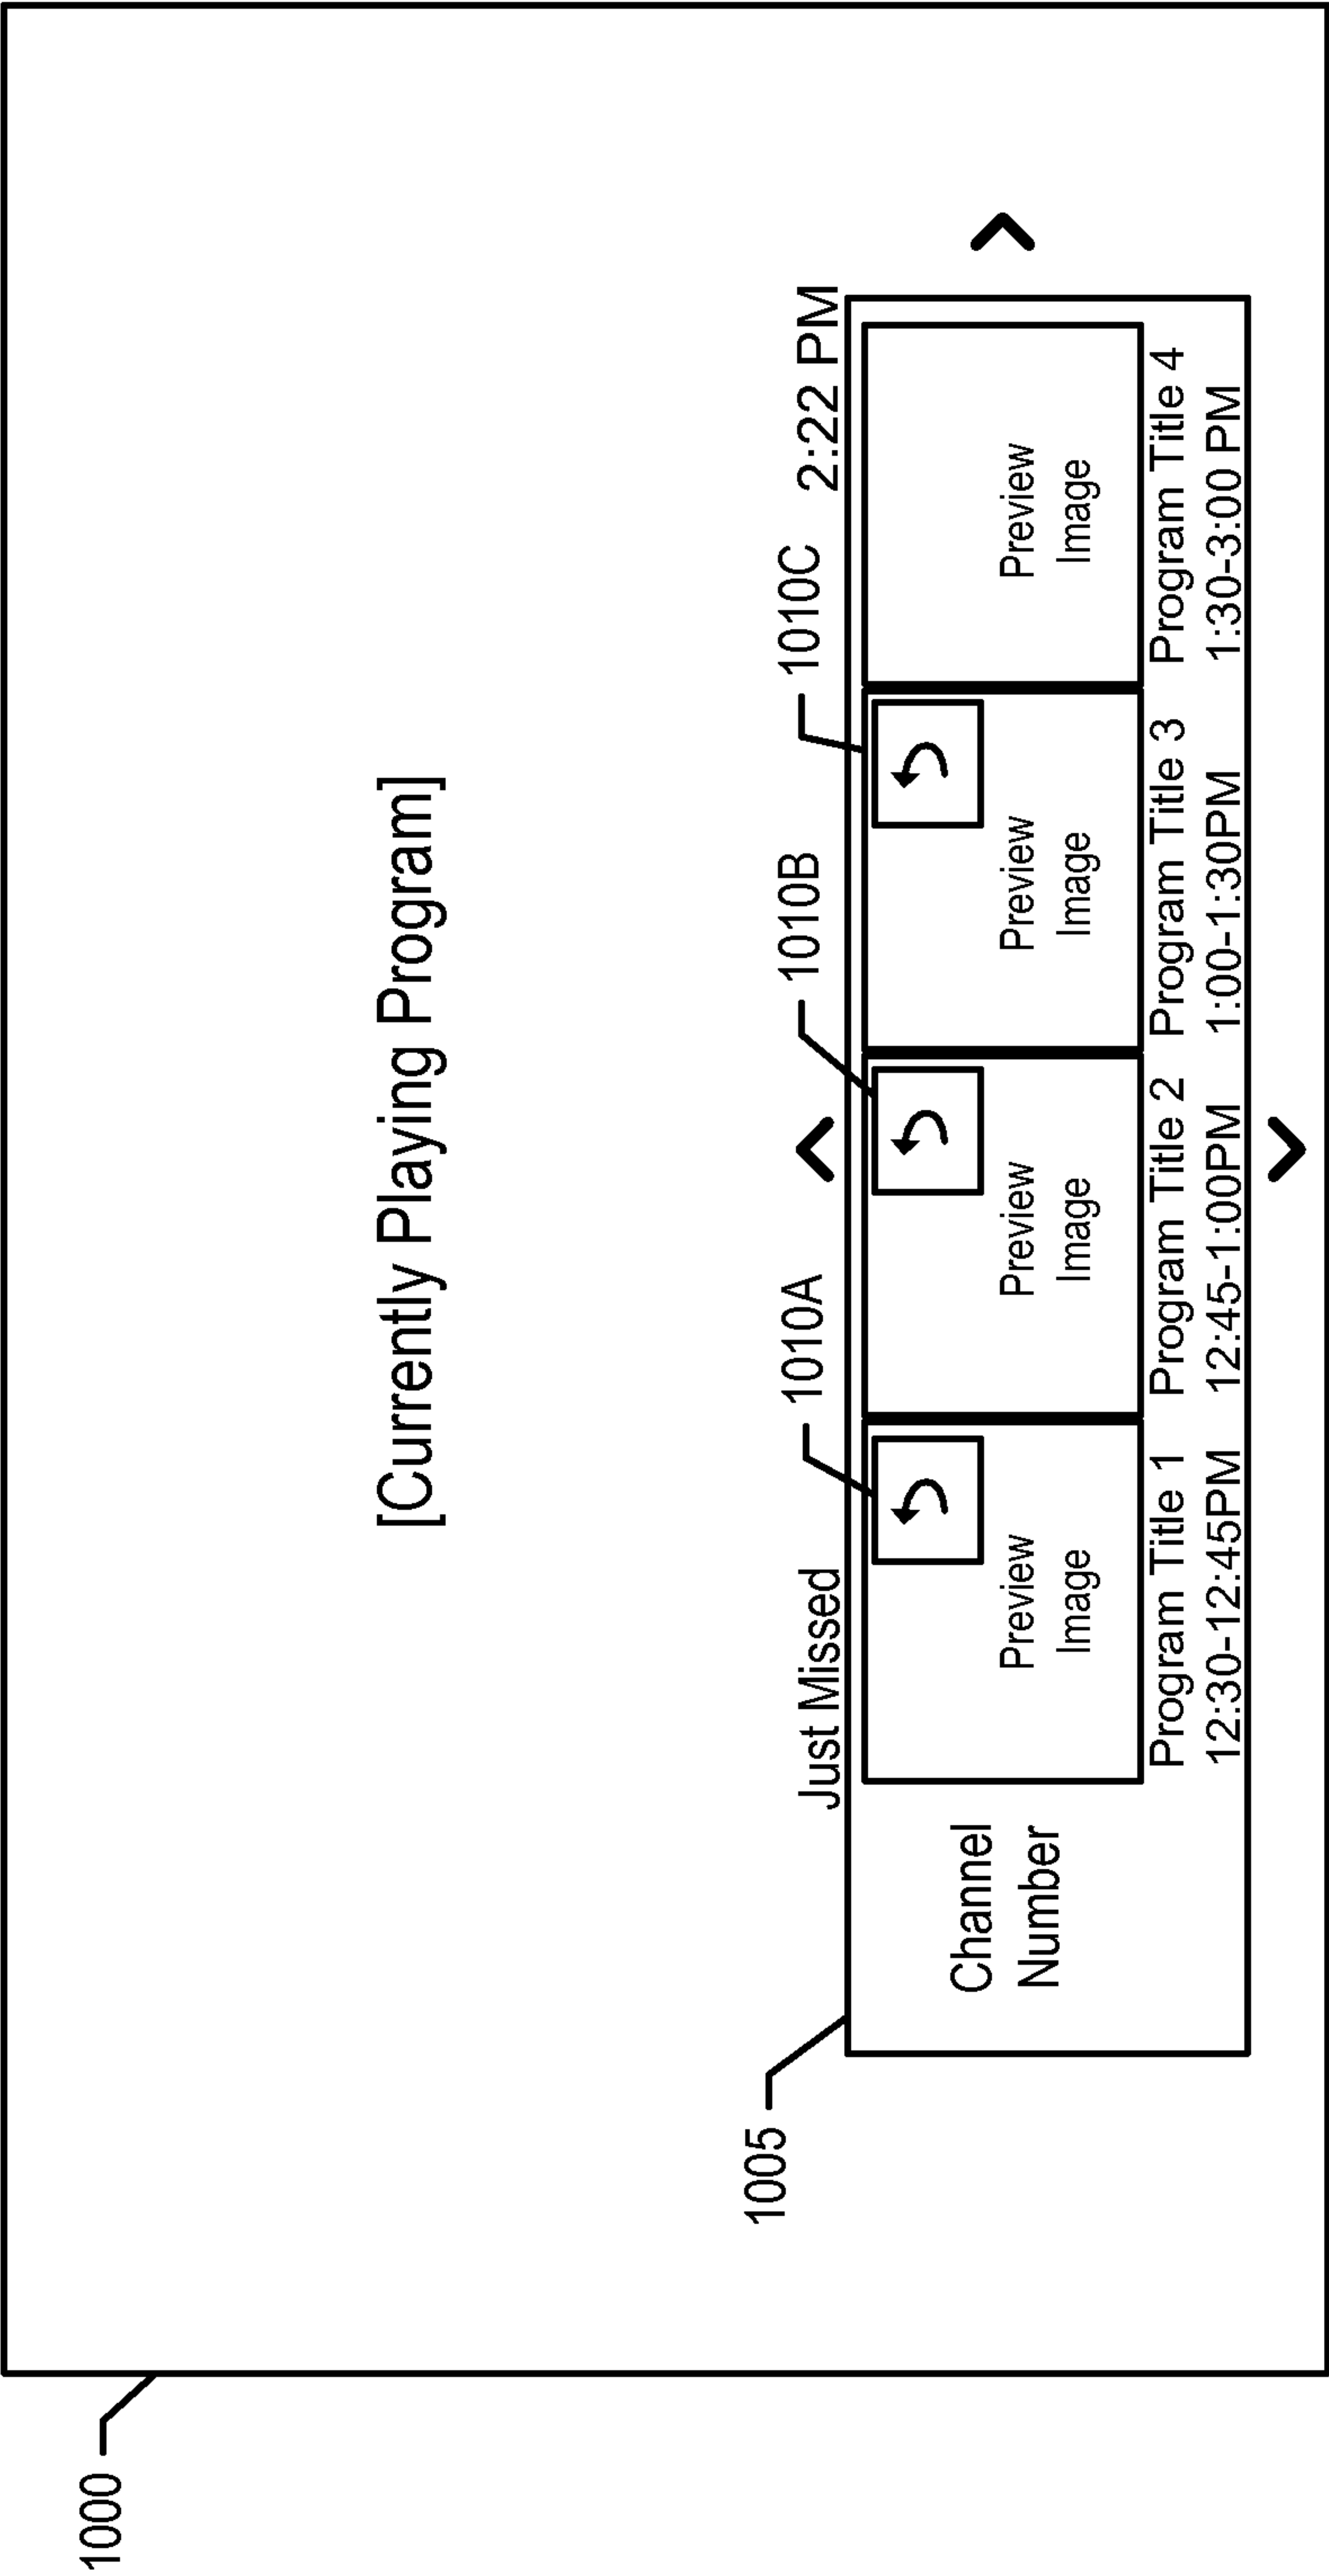 1000
[Currently Playing Program]
1005
Just Missed
1010A
1010B
1010C
2:22 PM
Channel
Number
Preview
Image
Preview
Image
Preview
Image
Preview
Image
Program Title 1
12:30-12:45PM
Program Title 2
12:45-1:00PM
Program Title 3
1:00-1:30PM
Program Title 4
1:30-3:00 PM